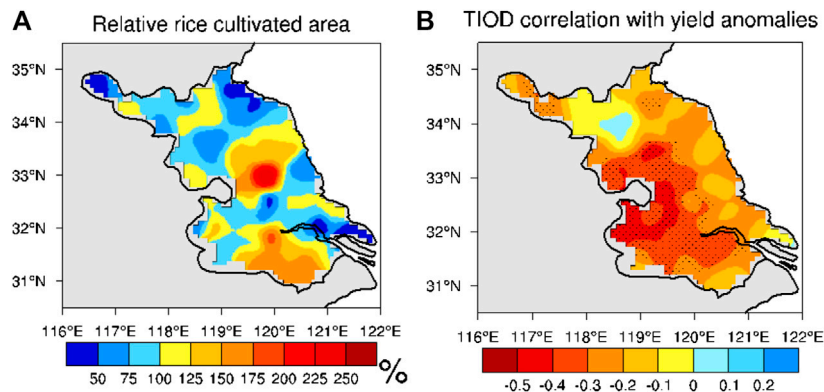 A Relative rice cultivated area
B TIOD correlation with yield anomalies
35°N
34°N
33°N
32°N
31°N
116°E 117°E 118°E 119°E 120°E 121°E 122°E
50 75 100 125 150 175 200 225 250 %
35°N
34°N
33°N
32°N
31°N
116°E 117°E 118°E 119°E 120°E 121°E 122°E
-0.5 -0.4 -0.3 -0.2 -0.1 0 0.1 0.2